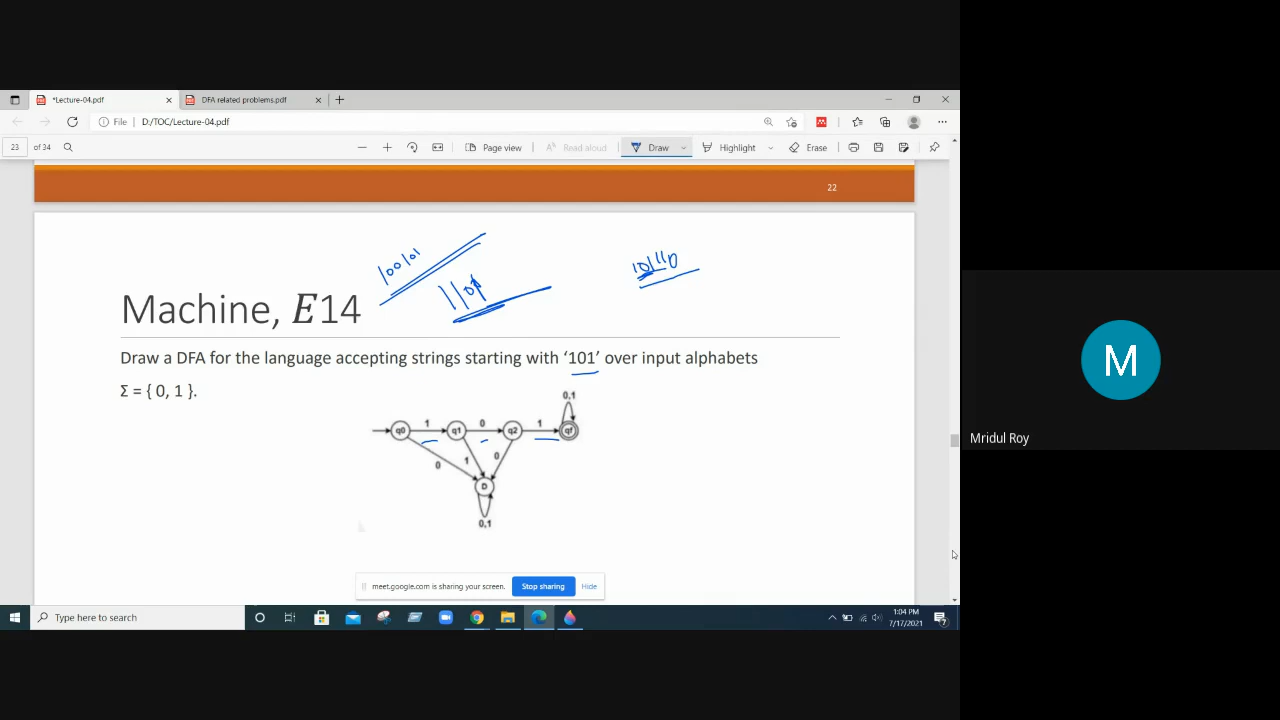 *Lecture-04.pdf
DFA related problems.pdf
File D:/TOC/Lecture-04.pdf
23 of 34 Page view Read aloud Draw Highlight Erase
22
100101
101110
Machine, E14
Draw a DFA for the language accepting strings starting with ‘101’ over input alphabets
Σ = { 0, 1 }.
0,1
1 0 1
q0 q1 q2 qf
0 1 0
D
0,1
M
Mridul Roy
meet.google.com is sharing your screen. Stop sharing Hide
Type here to search
1:04 PM
7/17/2021
7